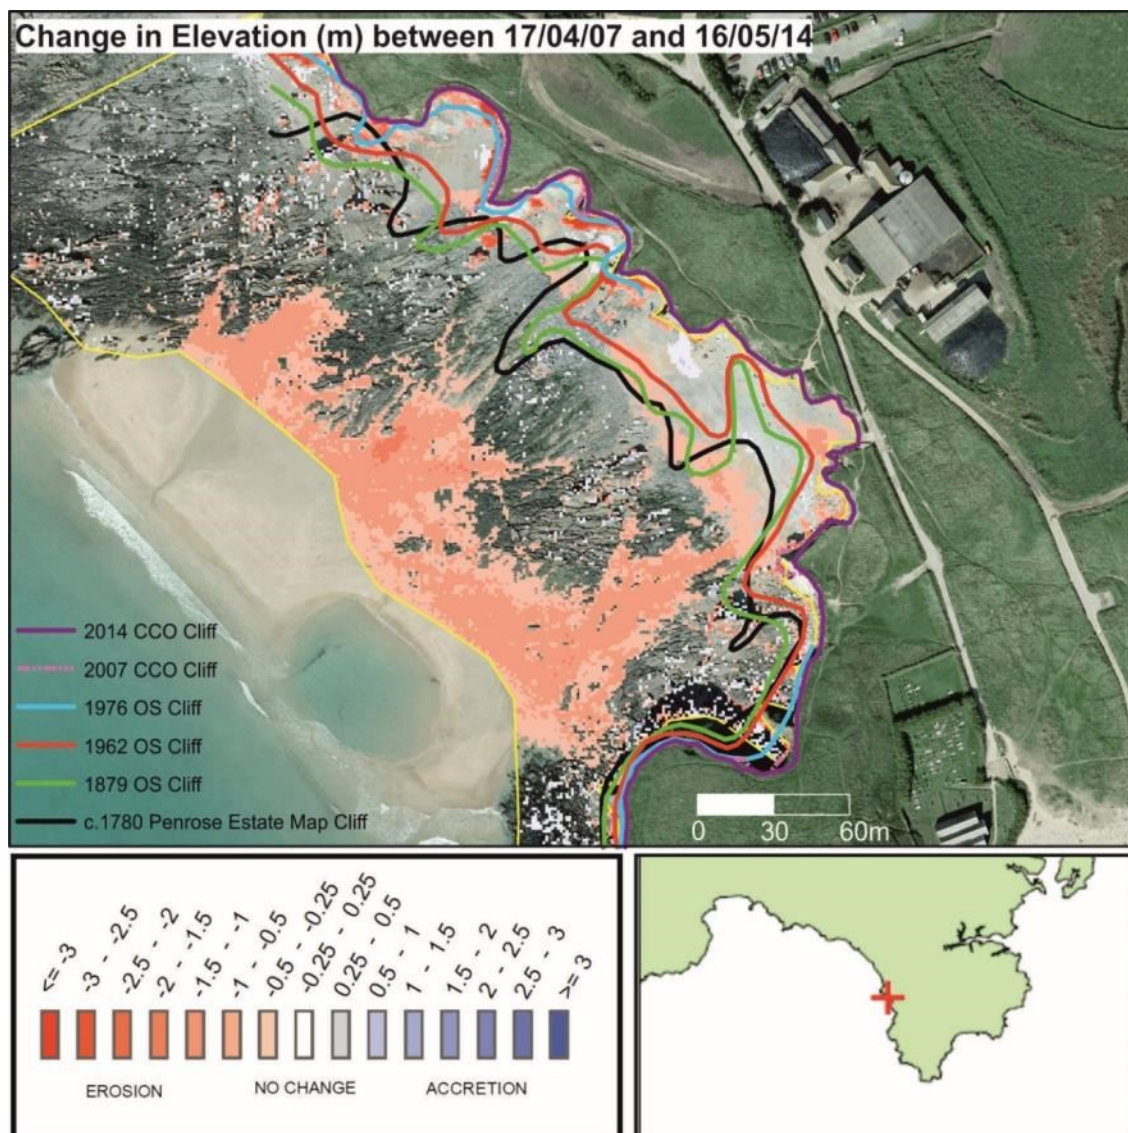 Change in Elevation (m) between 17/04/07 and 16/05/14
2014 CCO Cliff
2007 CCO Cliff
1976 OS Cliff
1962 OS Cliff
1879 OS Cliff
c.1780 Penrose Estate Map Cliff
0 30 60m
<= -3
-3 - -2.5
-2.5 - -2
-2 - -1.5
-1.5 - -1
-1 - -0.5
-0.5 - -0.25
-0.25 - 0.25
0.25 - 0.5
0.5 - 1
1 - 1.5
1.5 - 2
2 - 2.5
2.5 - 3
>= 3
EROSION NO CHANGE ACCRETION